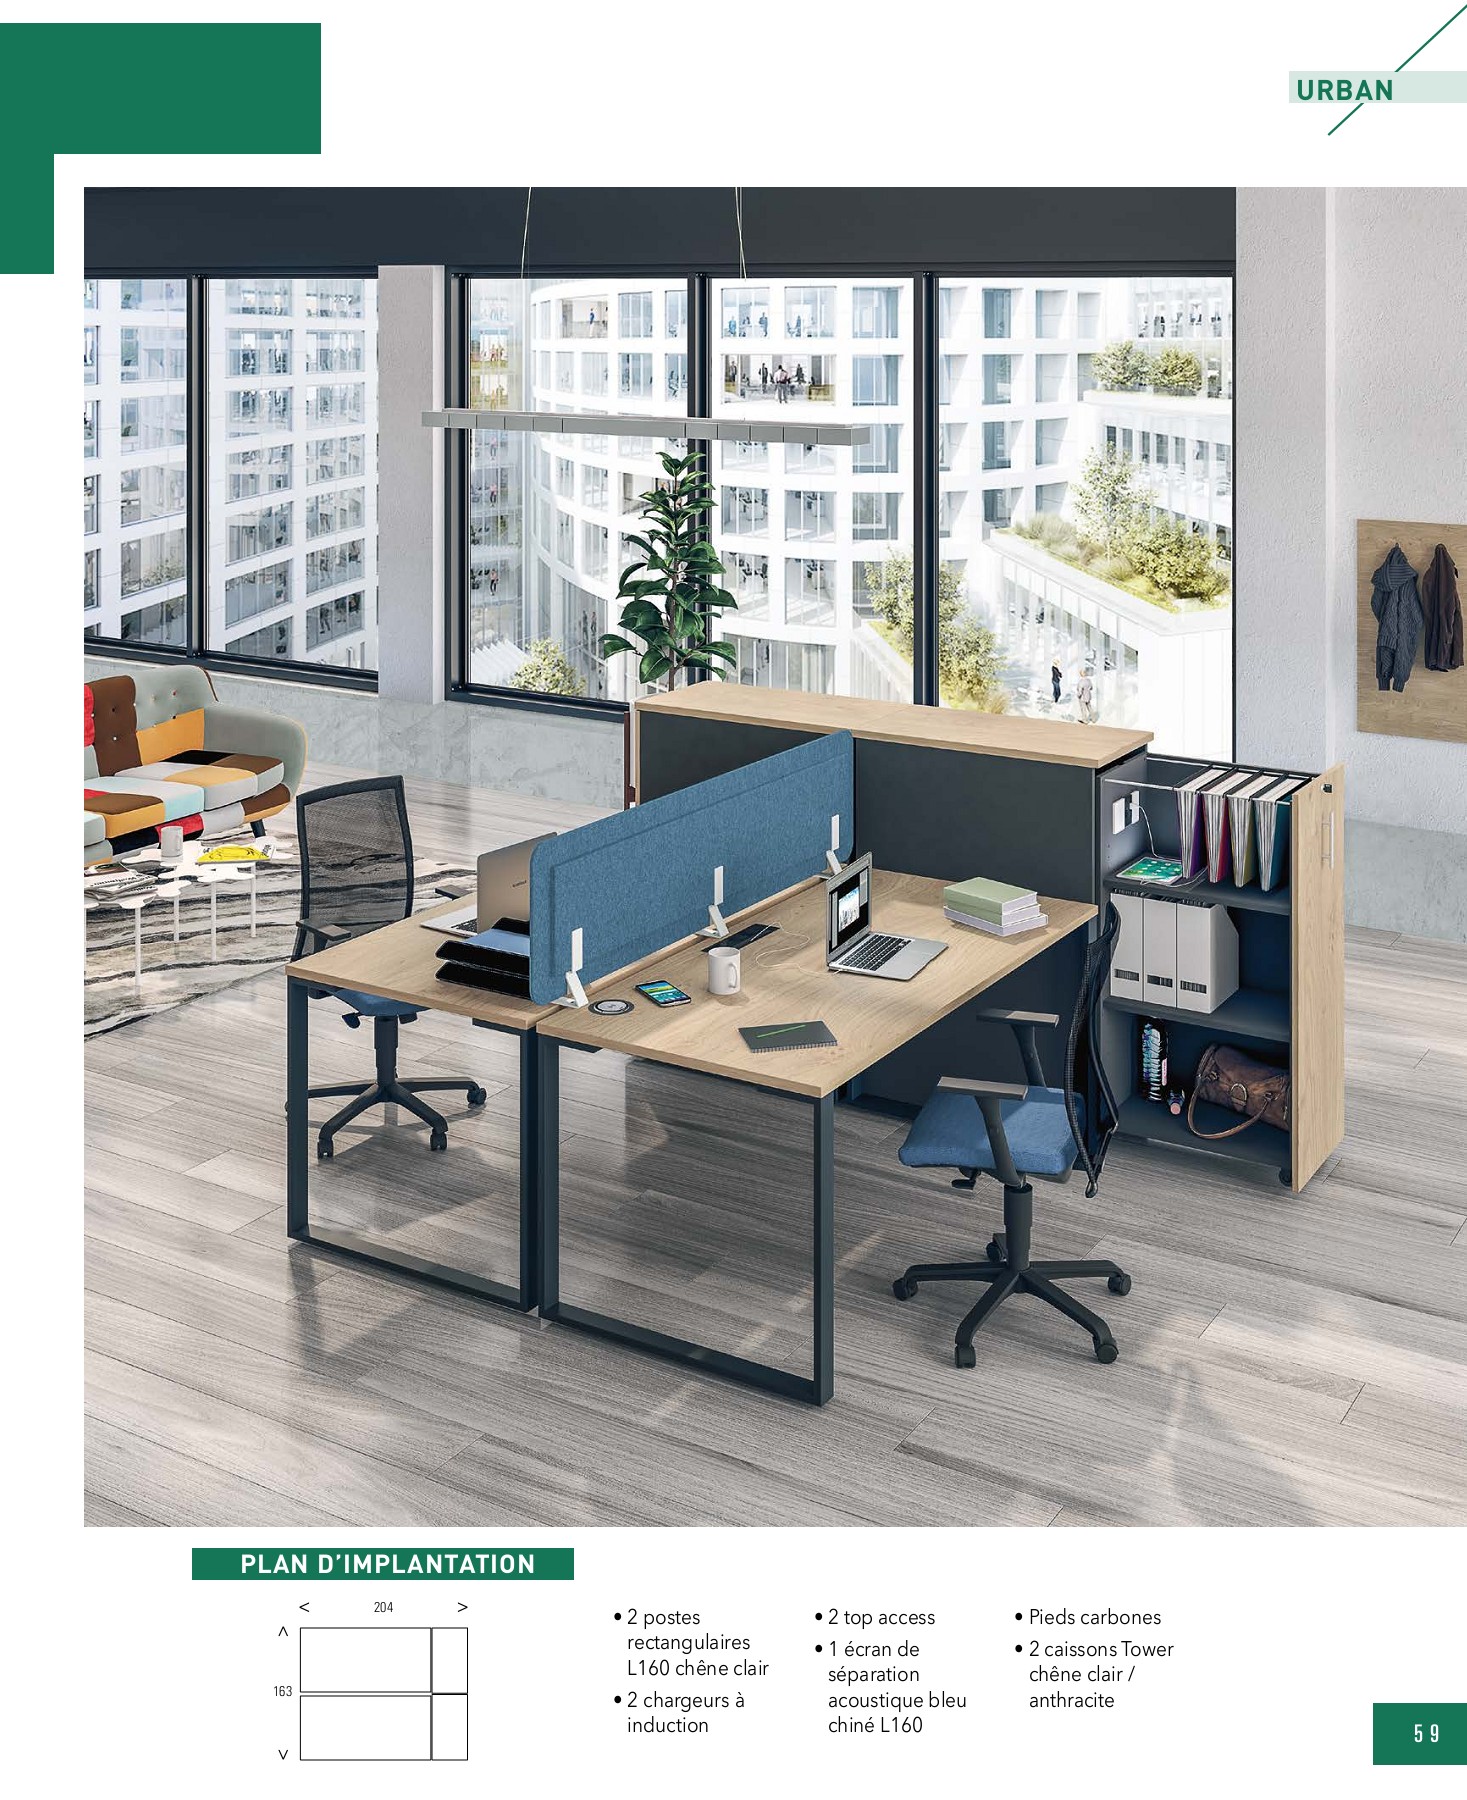 URBAN
PLAN D'IMPLANTATION
< 204 >
163
• 2 postes
rectangulaires
L160 chêne clair
• 2 chargeurs à
induction
• 2 top access
• 1 écran de
séparation
acoustique bleu
chiné L160
• Pieds carbones
• 2 caissons Tower
chêne clair /
anthracite
59